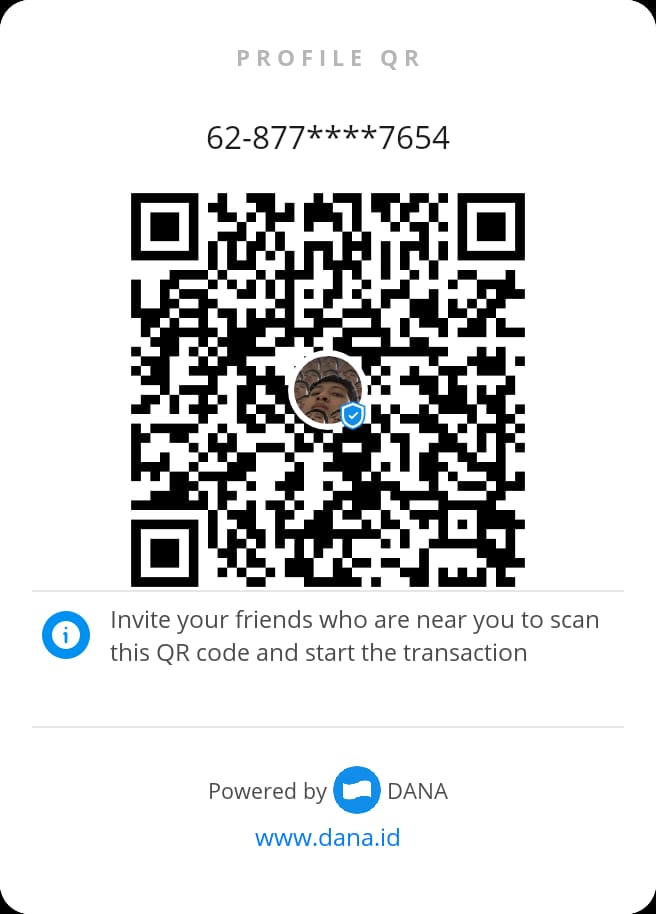 PROFILE QR
62-877****7654
Invite your friends who are near you to scan
this QR code and start the transaction
Powered by DANA
www.dana.id